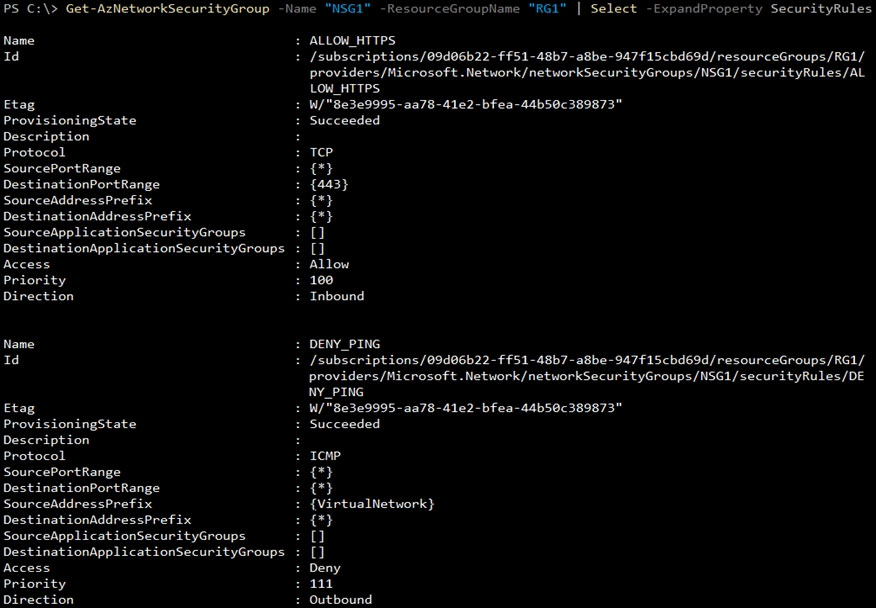 PS C:\> Get-AzNetworkSecurityGroup -Name "NSG1" -ResourceGroupName "RG1" | Select -ExpandProperty SecurityRules
Name : ALLOW_HTTPS
Id : /subscriptions/09d06b22-ff51-48b7-a8be-947f15cbd69d/resourceGroups/RG1/
providers/Microsoft.Network/networkSecurityGroups/NSG1/securityRules/AL
LOW_HTTPS
Etag : W/"8e3e9995-aa78-41e2-bfea-44b50c389873"
ProvisioningState : Succeeded
Description :
Protocol : TCP
SourcePortRange : {*}
DestinationPortRange : {443}
SourceAddressPrefix : {*}
DestinationAddressPrefix : {*}
SourceApplicationSecurityGroups : []
DestinationApplicationSecurityGroups : []
Access : Allow
Priority : 100
Direction : Inbound
Name : DENY_PING
Id : /subscriptions/09d06b22-ff51-48b7-a8be-947f15cbd69d/resourceGroups/RG1/
providers/Microsoft.Network/networkSecurityGroups/NSG1/securityRules/DE
NY_PING
Etag : W/"8e3e9995-aa78-41e2-bfea-44b50c389873"
ProvisioningState : Succeeded
Description :
Protocol : ICMP
SourcePortRange : {*}
DestinationPortRange : {*}
SourceAddressPrefix : {VirtualNetwork}
DestinationAddressPrefix : {*}
SourceApplicationSecurityGroups : []
DestinationApplicationSecurityGroups : []
Access : Deny
Priority : 111
Direction : Outbound